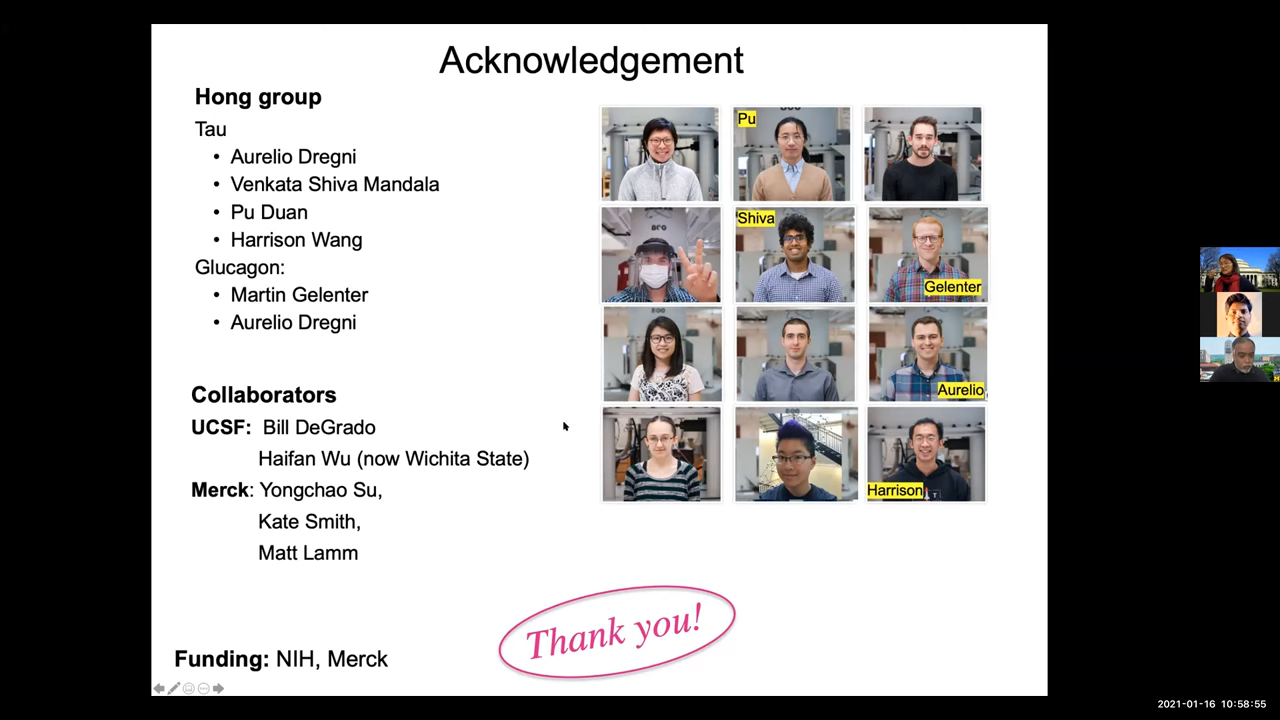 Acknowledgement
Hong group
Tau
• Aurelio Dregni
• Venkata Shiva Mandala
• Pu Duan
• Harrison Wang
Glucagon:
• Martin Gelenter
• Aurelio Dregni
Collaborators
UCSF: Bill DeGrado
Haifan Wu (now Wichita State)
Merck: Yongchao Su,
Kate Smith,
Matt Lamm
Funding: NIH, Merck
Thank you!
Pu
Shiva
Gelenter
Aurelio
Harrison
2021-01-16 10:58:55